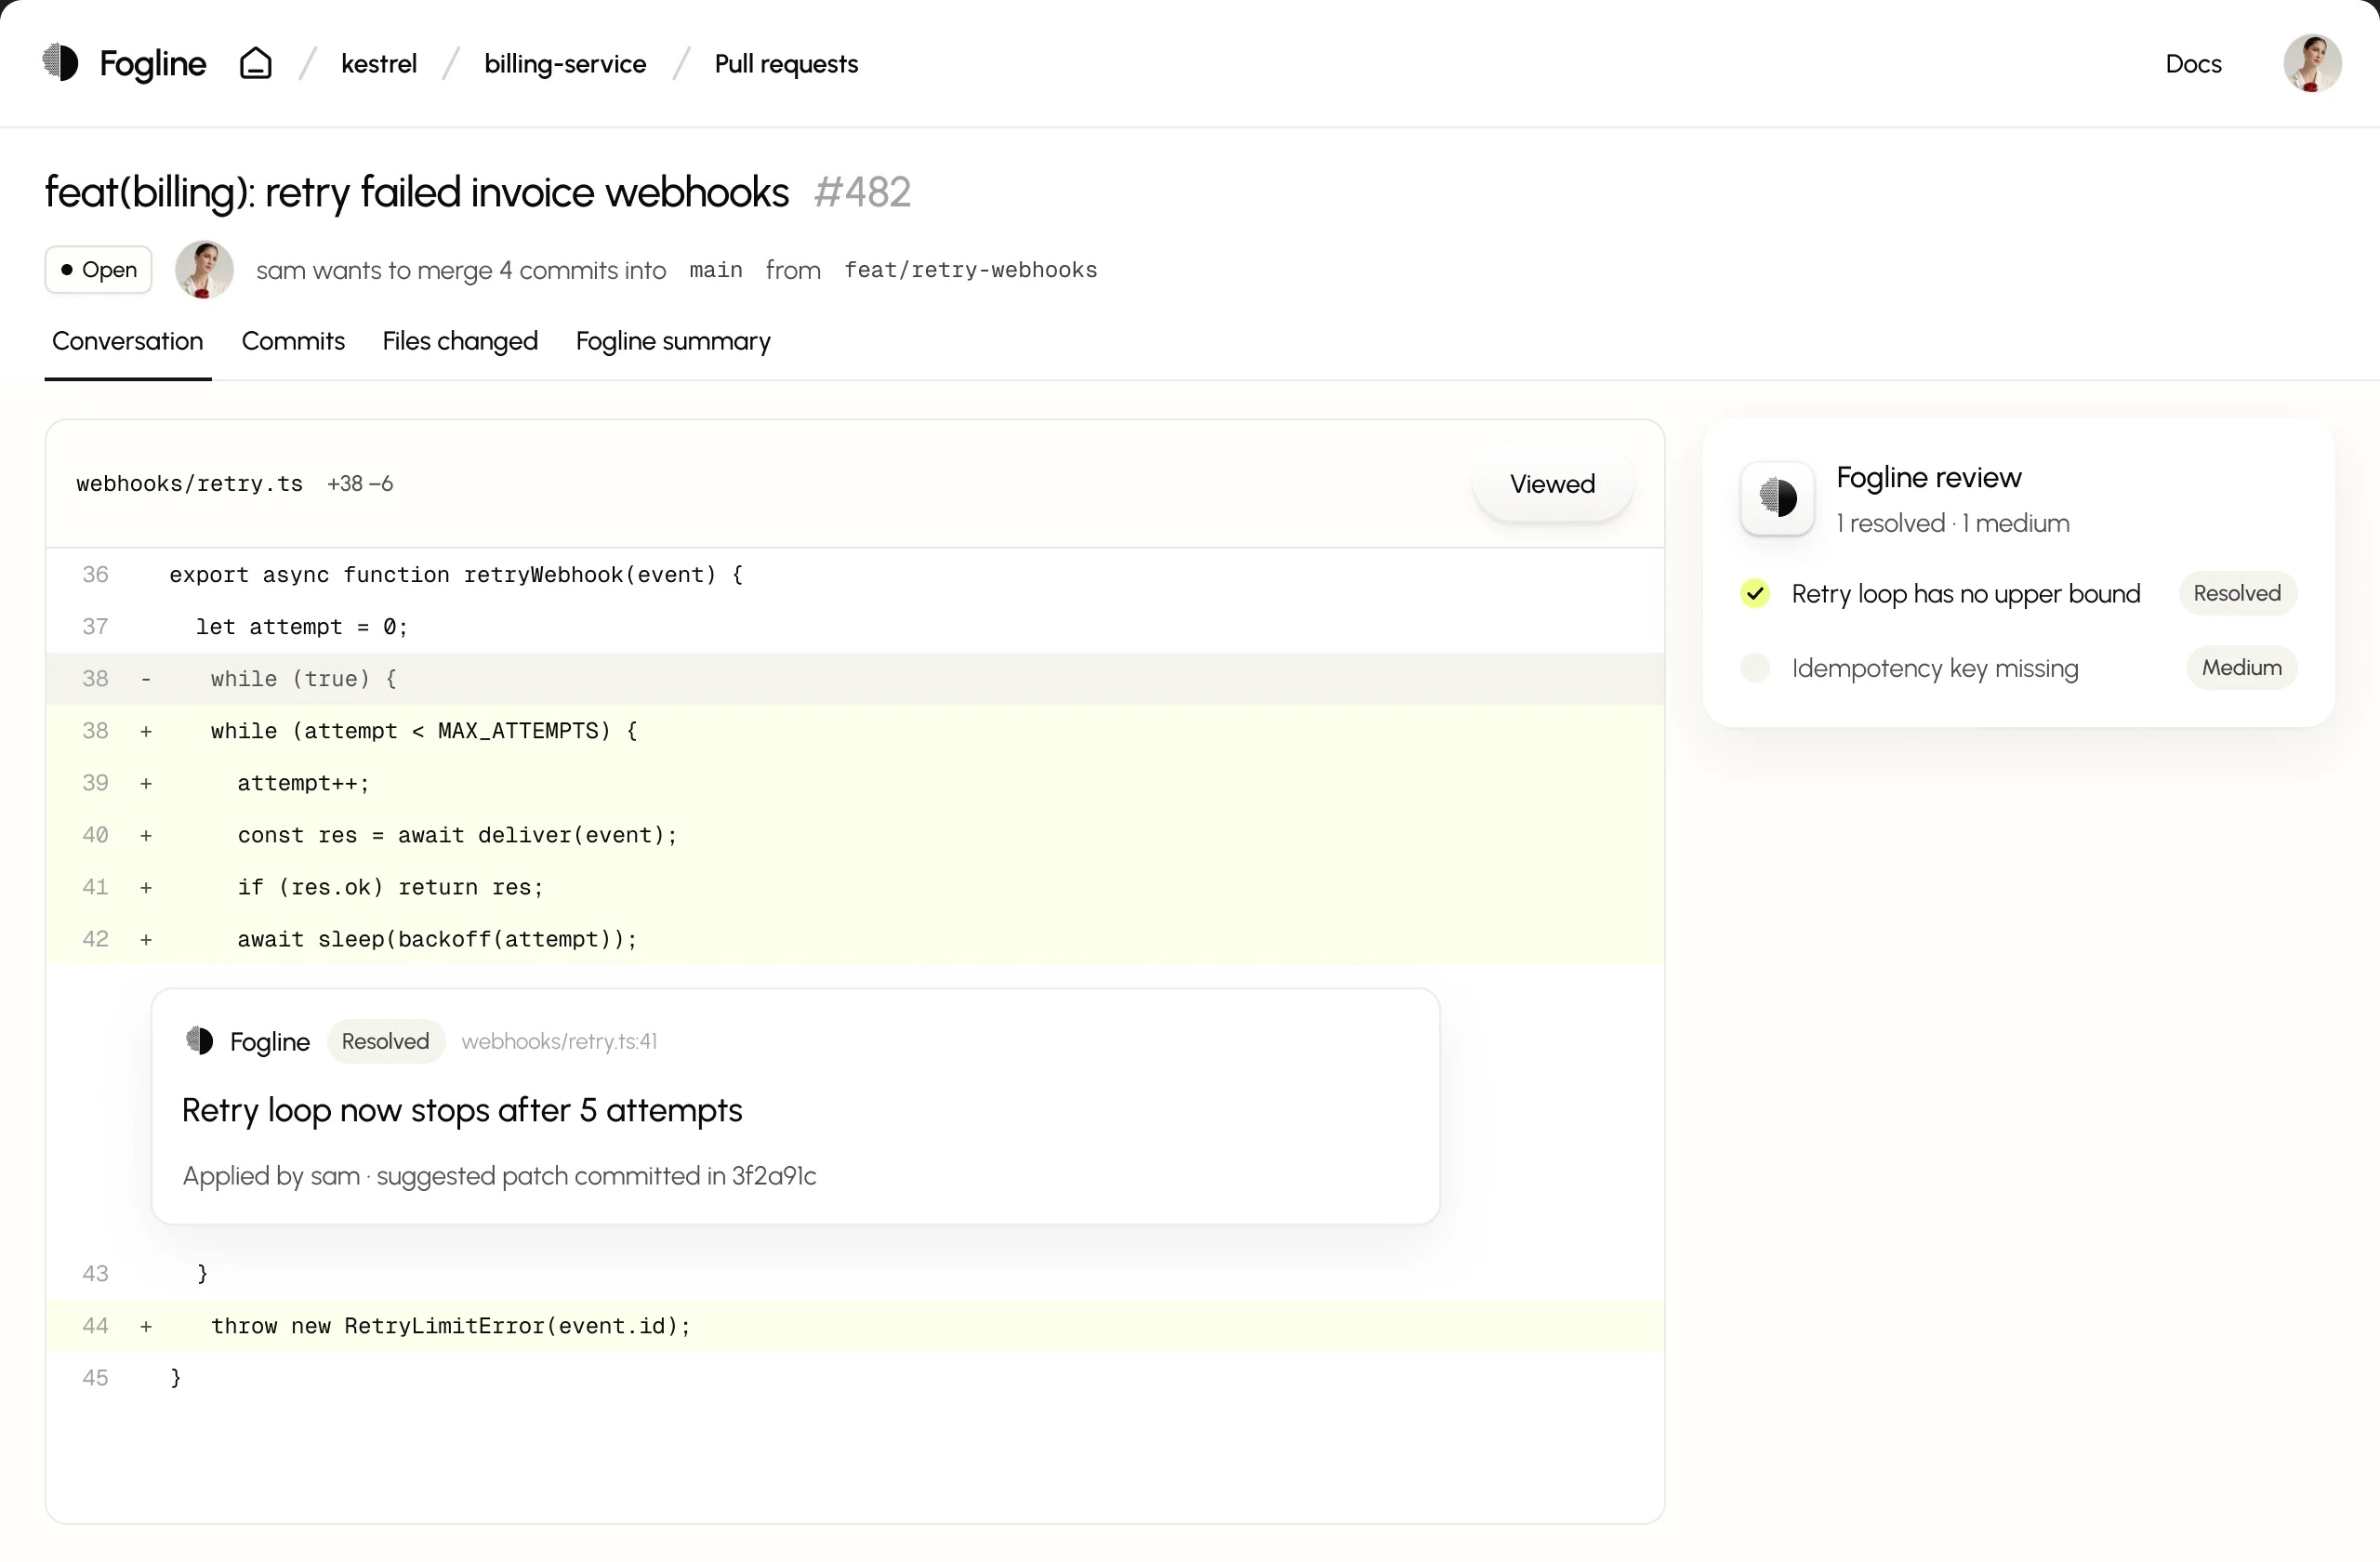 Fogline / kestrel / billing-service / Pull requests Docs
feat(billing): retry failed invoice webhooks #482
Open sam wants to merge 4 commits into main from feat/retry-webhooks
Conversation Commits Files changed Fogline summary
webhooks/retry.ts +38 –6 Viewed
36 export async function retryWebhook(event) {
37 let attempt = 0;
38 - while (true) {
38 + while (attempt < MAX_ATTEMPTS) {
39 + attempt++;
40 + const res = await deliver(event);
41 + if (res.ok) return res;
42 + await sleep(backoff(attempt));
Fogline Resolved webhooks/retry.ts:41
Retry loop now stops after 5 attempts
Applied by sam · suggested patch committed in 3f2a91c
43 }
44 + throw new RetryLimitError(event.id);
45 }
Fogline review
1 resolved · 1 medium
Retry loop has no upper bound Resolved
Idempotency key missing Medium